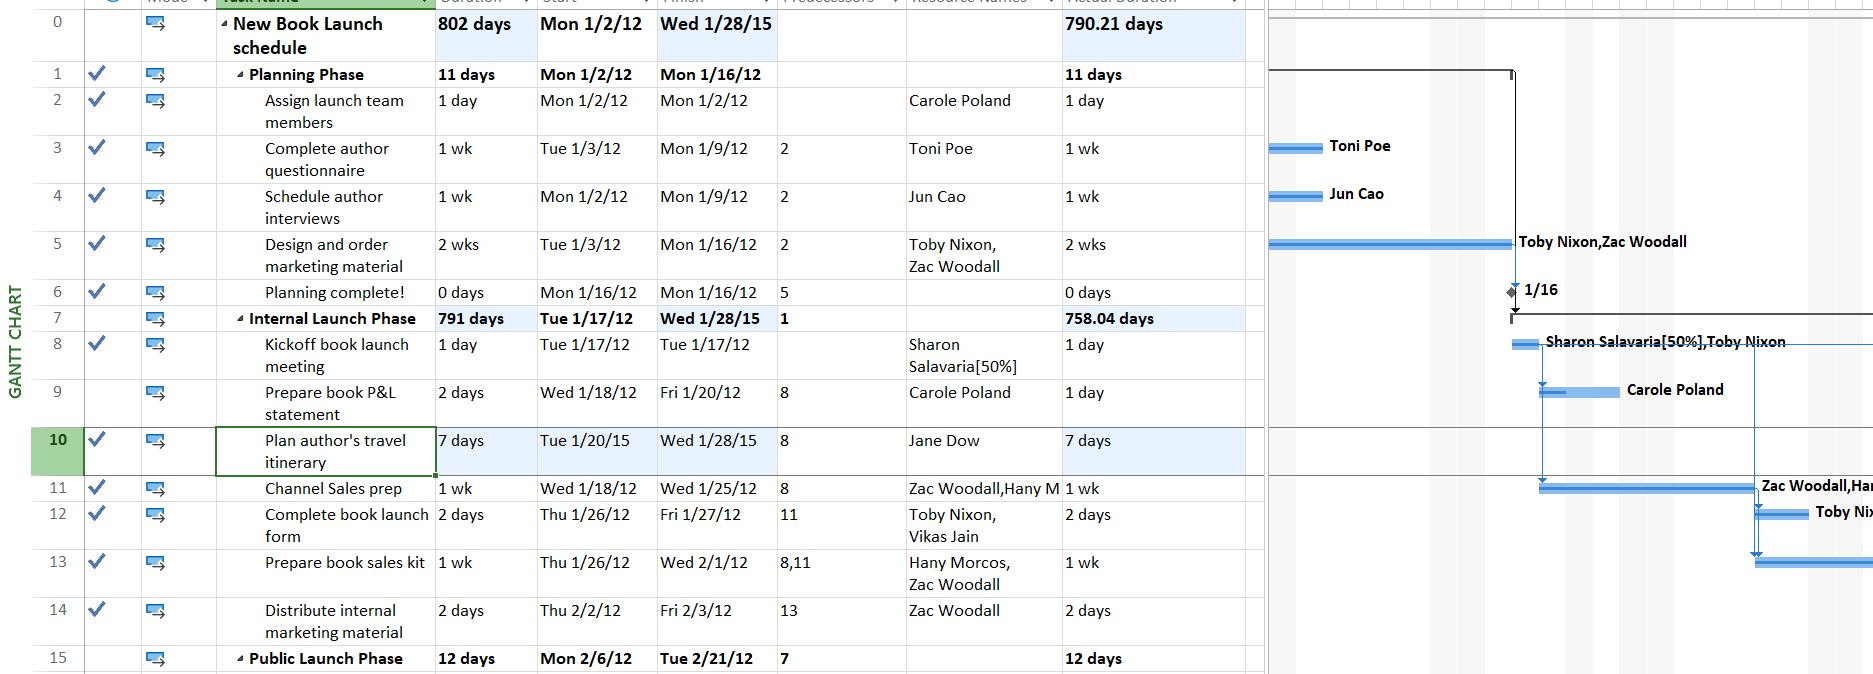 Mode Task Name Duration Start Finish Predecessors Resource Names Actual Duration
0 New Book Launch schedule 802 days Mon 1/2/12 Wed 1/28/15 790.21 days
1 Planning Phase 11 days Mon 1/2/12 Mon 1/16/12 11 days
2 Assign launch team members 1 day Mon 1/2/12 Mon 1/2/12 Carole Poland 1 day
3 Complete author questionnaire 1 wk Tue 1/3/12 Mon 1/9/12 2 Toni Poe 1 wk Toni Poe
4 Schedule author interviews 1 wk Mon 1/2/12 Mon 1/9/12 2 Jun Cao 1 wk Jun Cao
5 Design and order marketing material 2 wks Tue 1/3/12 Mon 1/16/12 2 Toby Nixon, Zac Woodall 2 wks Toby Nixon,Zac Woodall
6 Planning complete! 0 days Mon 1/16/12 Mon 1/16/12 5 0 days 1/16
7 Internal Launch Phase 791 days Tue 1/17/12 Wed 1/28/15 1 758.04 days
8 Kickoff book launch meeting 1 day Tue 1/17/12 Tue 1/17/12 Sharon Salavaria[50%] 1 day Sharon Salavaria[50%],Toby Nixon
9 Prepare book P&L statement 2 days Wed 1/18/12 Fri 1/20/12 8 Carole Poland 1 day Carole Poland
10 Plan author's travel itinerary 7 days Tue 1/20/15 Wed 1/28/15 8 Jane Dow 7 days
11 Channel Sales prep 1 wk Wed 1/18/12 Wed 1/25/12 8 Zac Woodall,Hany M 1 wk Zac Woodall,Har
12 Complete book launch form 2 days Thu 1/26/12 Fri 1/27/12 11 Toby Nixon, Vikas Jain 2 days Toby Nix
13 Prepare book sales kit 1 wk Thu 1/26/12 Wed 2/1/12 8,11 Hany Morcos, Zac Woodall 1 wk
14 Distribute internal marketing material 2 days Thu 2/2/12 Fri 2/3/12 13 Zac Woodall 2 days
15 Public Launch Phase 12 days Mon 2/6/12 Tue 2/21/12 7 12 days
GANTT CHART